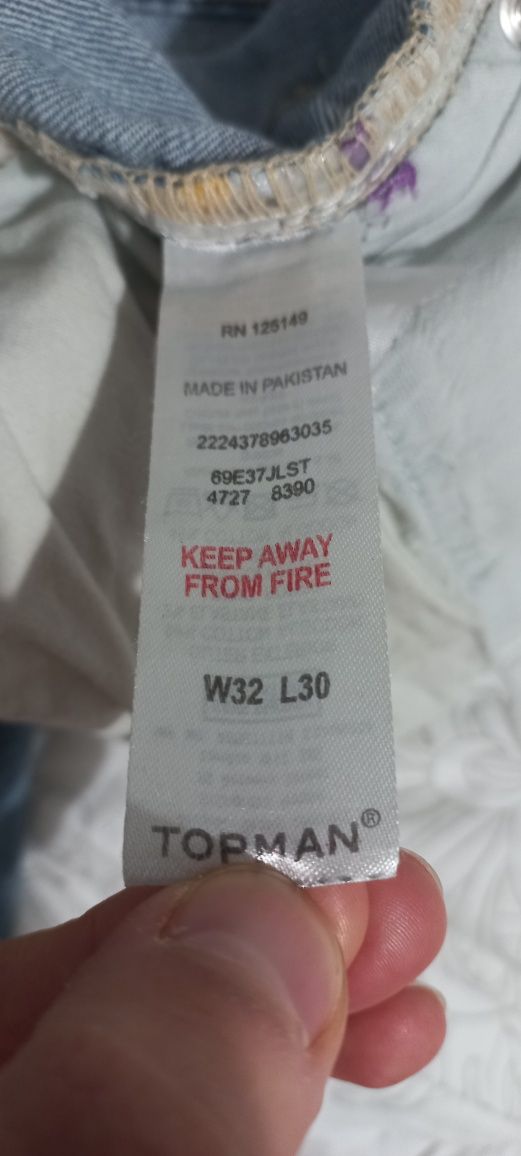 RN 125149
MADE IN PAKISTAN
2224378963035
69E37JLST
4727 8390
KEEP AWAY
FROM FIRE
W32 L30
TOPMAN®